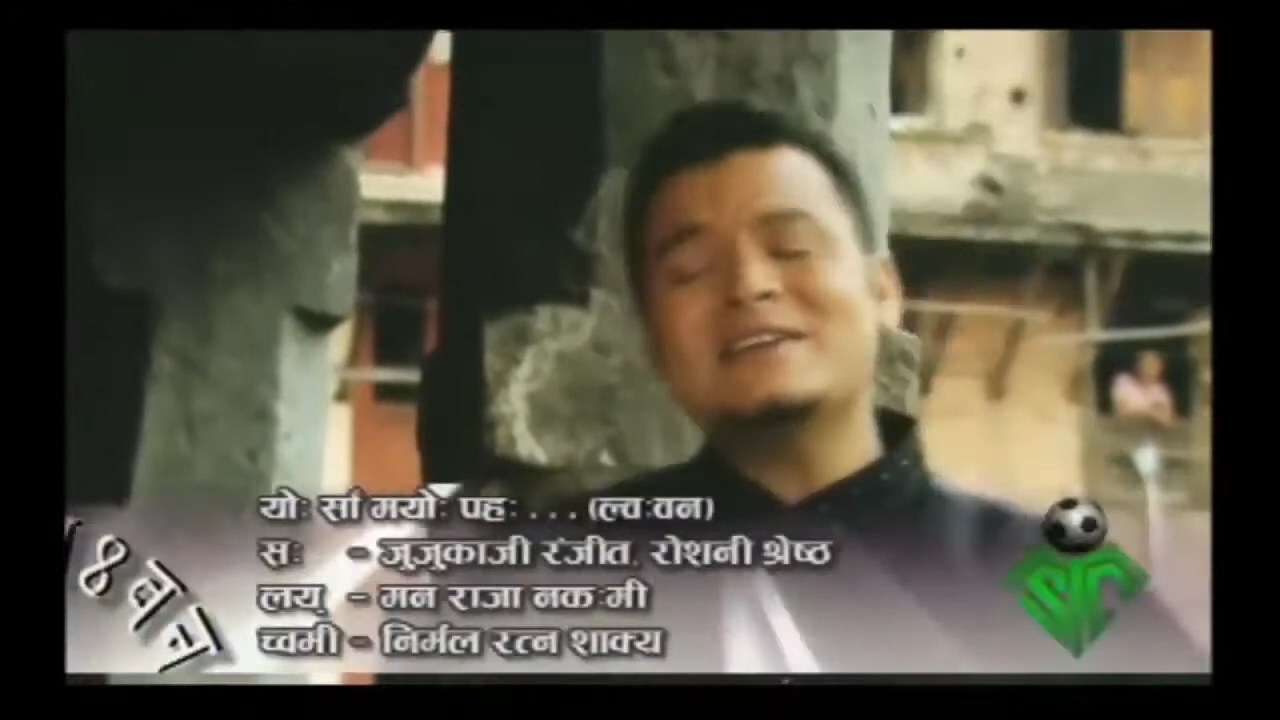 योः सां मयोः पहः . . . (ल्वःवन)
सः - जुजुकाजी रंजीत, रोशनी श्रेष्ठ
लय् - मन राजा नकःमी
च्वमी - निर्मल रत्न शाक्य